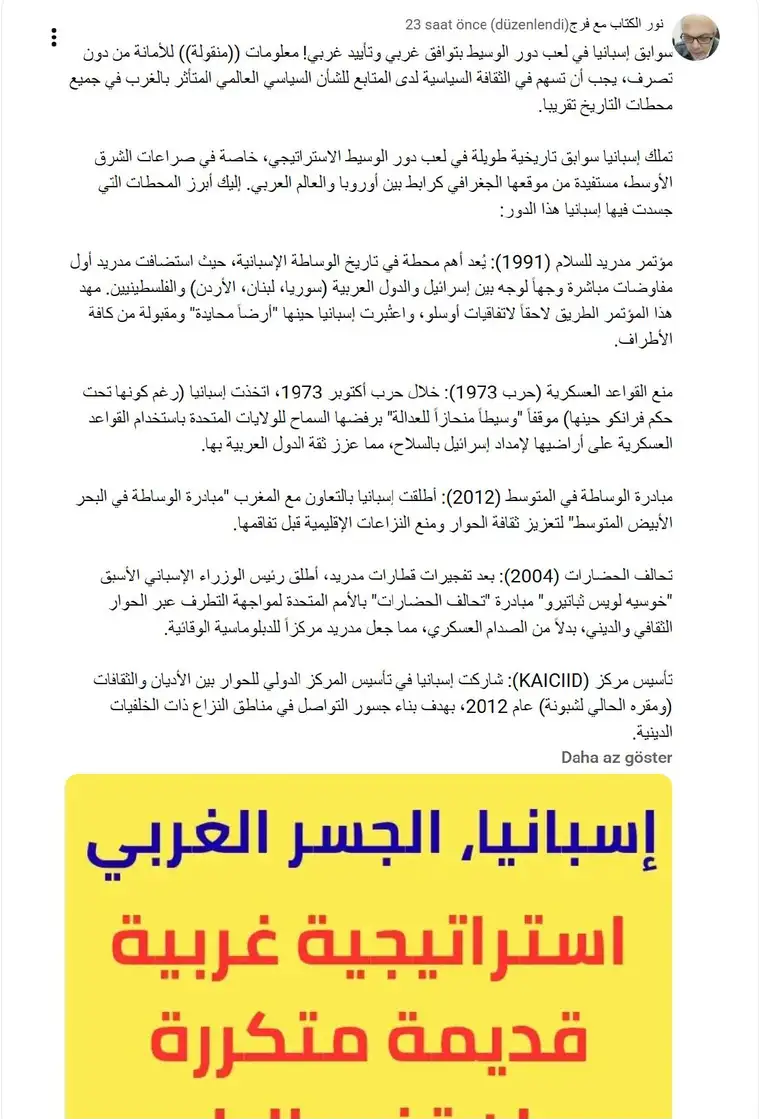 نور الكتاب مع فرج 23 saat önce (düzenlendi)
سوابق إسبانيا في لعب دور الوسيط بتوافق غربي وتأييد غربي! معلومات ((منقولة)) للأمانة من دون
تصرف، يجب أن تسهم في الثقافة السياسية لدى المتابع للشأن السياسي العالمي المتأثر بالغرب في جميع
محطات التاريخ تقريبا.
تملك إسبانيا سوابق تاريخية طويلة في لعب دور الوسيط الاستراتيجي، خاصة في صراعات الشرق
الأوسط، مستفيدة من موقعها الجغرافي كرابط بين أوروبا والعالم العربي. إليك أبرز المحطات التي
جسدت فيها إسبانيا هذا الدور:
مؤتمر مدريد للسلام (1991): يُعد أهم محطة في تاريخ الوساطة الإسبانية، حيث استضافت مدريد أول
مفاوضات مباشرة وجهاً لوجه بين إسرائيل والدول العربية (سوريا، لبنان، الأردن) والفلسطينيين. مهد
هذا المؤتمر الطريق لاحقاً لاتفاقيات أوسلو، واعتُبرت إسبانيا حينها "أرضاً محايدة" ومقبولة من كافة
الأطراف.
منع القواعد العسكرية (حرب 1973): خلال حرب أكتوبر 1973، اتخذت إسبانيا (رغم كونها تحت
حكم فرانكو حينها) موقفاً "وسيطاً منحازاً للعدالة" برفضها السماح للولايات المتحدة باستخدام القواعد
العسكرية على أراضيها لإمداد إسرائيل بالسلاح، مما عزز ثقة الدول العربية بها.
مبادرة الوساطة في المتوسط (2012): أطلقت إسبانيا بالتعاون مع المغرب "مبادرة الوساطة في البحر
الأبيض المتوسط" لتعزيز ثقافة الحوار ومنع النزاعات الإقليمية قبل تفاقمها.
تحالف الحضارات (2004): بعد تفجيرات قطارات مدريد، أطلق رئيس الوزراء الإسباني الأسبق
"خوسيه لويس ثباتيرو" مبادرة "تحالف الحضارات" بالأمم المتحدة لمواجهة التطرف عبر الحوار
الثقافي والديني، بدلاً من الصدام العسكري، مما جعل مدريد مركزاً للدبلوماسية الوقائية.
تأسيس مركز (KAICIID): شاركت إسبانيا في تأسيس المركز الدولي للحوار بين الأديان والثقافات
(ومقره الحالي لشبونة) عام 2012، بهدف بناء جسور التواصل في مناطق النزاع ذات الخلفيات
الدينية.
Daha az göster
إسبانيا، الجسر الغربي
استراتيجية غربية
قديمة متكررة